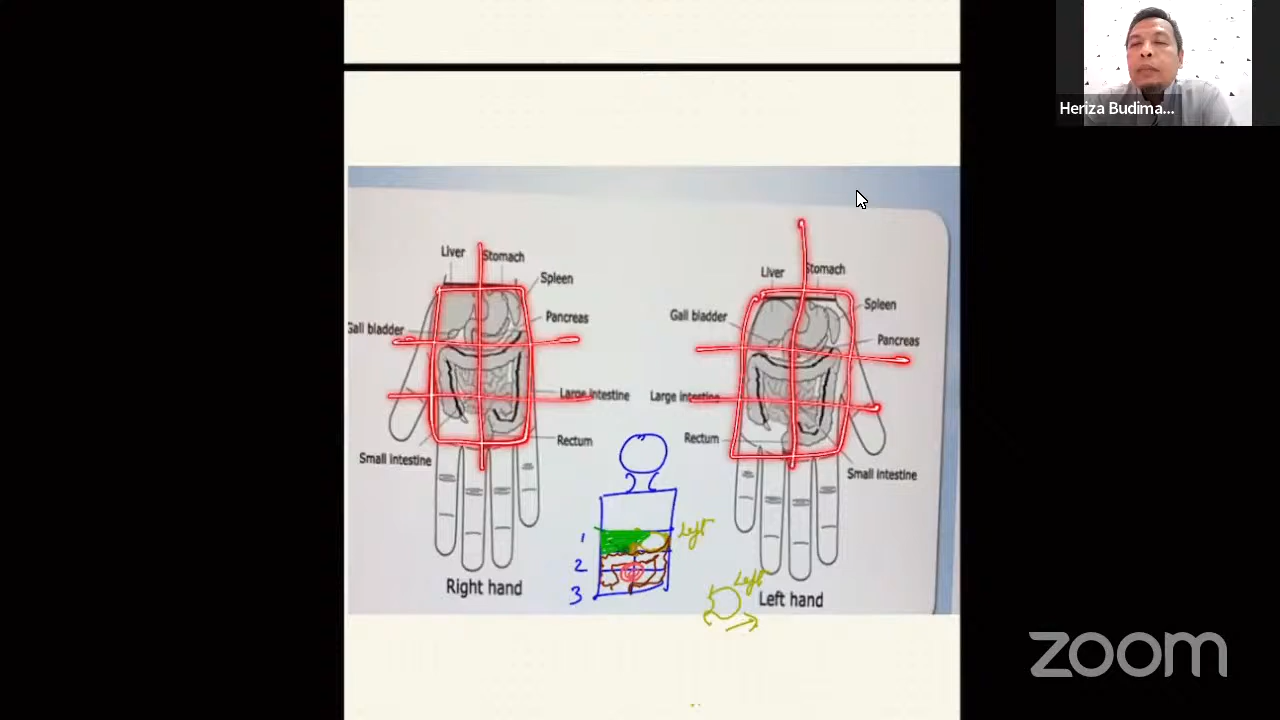 Heriza Budima...
Liver
Stomach
Spleen
Pancreas
Gall bladder
Large intestine
Rectum
Small intestine
Right hand
Liver
Stomach
Spleen
Gall bladder
Pancreas
Large intestine
Rectum
Small intestine
Left hand
1
2
3
Left
Left
zoom